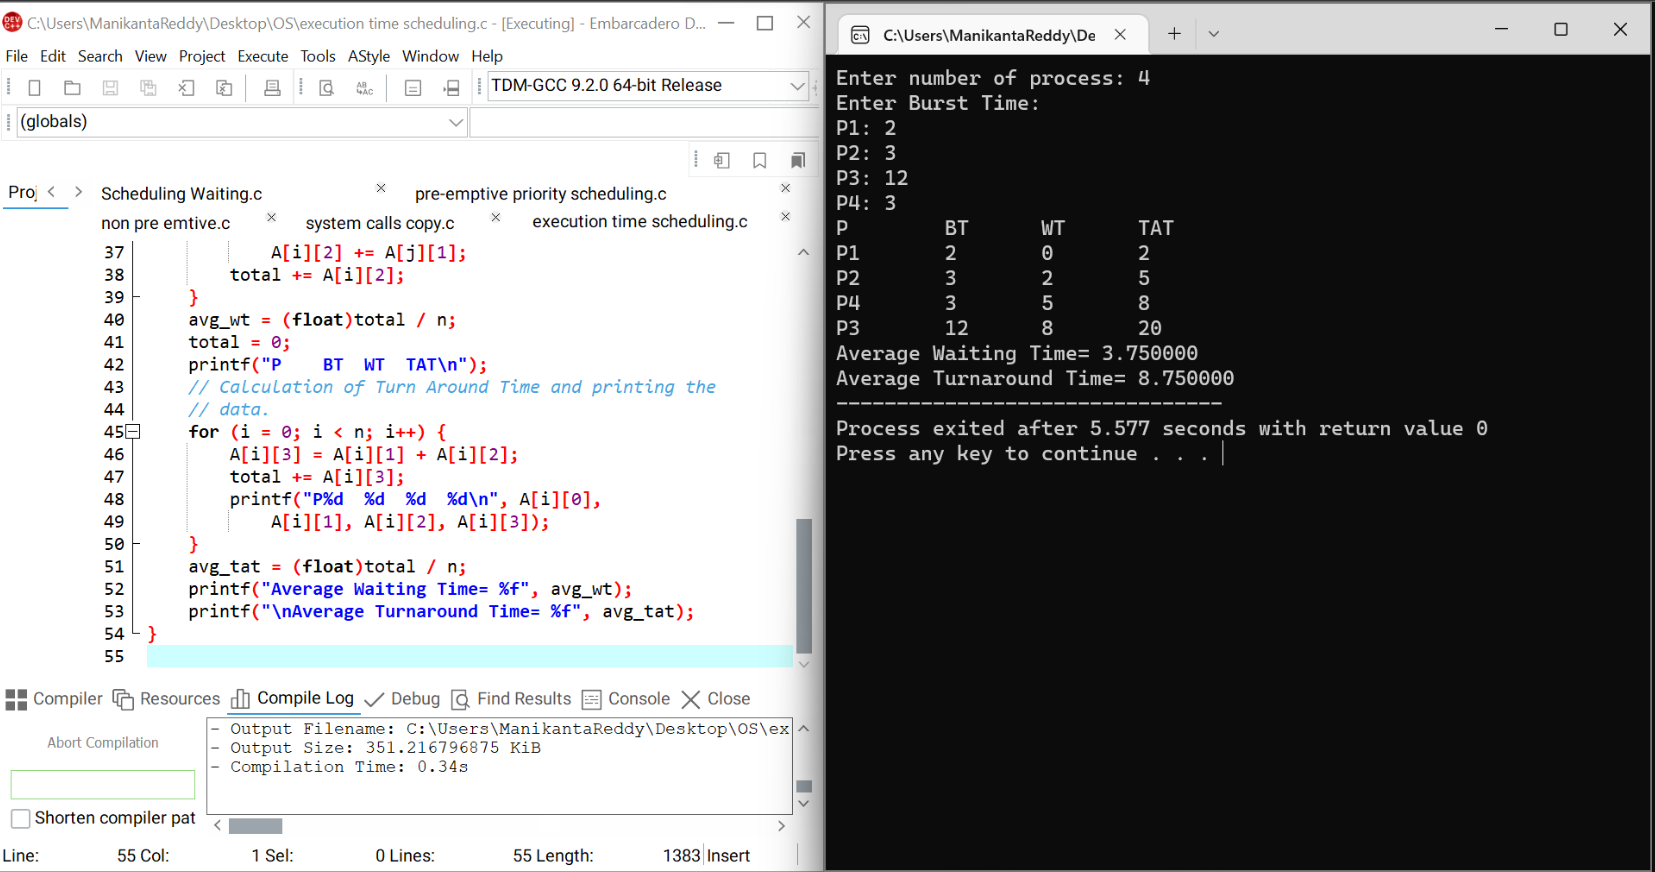 C:\Users\ManikantaReddy\Desktop\OS\execution time scheduling.c - [Executing] - Embarcadero D...
File Edit Search View Project Execute Tools AStyle Window Help
TDM-GCC 9.2.0 64-bit Release
(globals)
Proj
Scheduling Waiting.c
pre-emptive priority scheduling.c
non pre emtive.c
system calls copy.c
execution time scheduling.c
37 A[i][2] += A[j][1];
38 total += A[i][2];
39 }
40 avg_wt = (float)total / n;
41 total = 0;
42 printf("P    BT  WT  TAT\n");
43 // Calculation of Turn Around Time and printing the
44 // data.
45 for (i = 0; i < n; i++) {
46 A[i][3] = A[i][1] + A[i][2];
47 total += A[i][3];
48 printf("P%d  %d  %d  %d\n", A[i][0],
49 A[i][1], A[i][2], A[i][3]);
50 }
51 avg_tat = (float)total / n;
52 printf("Average Waiting Time= %f", avg_wt);
53 printf("\nAverage Turnaround Time= %f", avg_tat);
54 }
55
Compiler Resources Compile Log Debug Find Results Console Close
Abort Compilation
Shorten compiler pat
- Output Filename: C:\Users\ManikantaReddy\Desktop\OS\ex
- Output Size: 351.216796875 KiB
- Compilation Time: 0.34s
Line: 55 Col: 1 Sel: 0 Lines: 55 Length: 1383 Insert
C:\Users\ManikantaReddy\De
Enter number of process: 4
Enter Burst Time:
P1: 2
P2: 3
P3: 12
P4: 3
P BT WT TAT
P1 2 0 2
P2 3 2 5
P4 3 5 8
P3 12 8 20
Average Waiting Time= 3.750000
Average Turnaround Time= 8.750000
--------------------------------
Process exited after 5.577 seconds with return value 0
Press any key to continue . . .